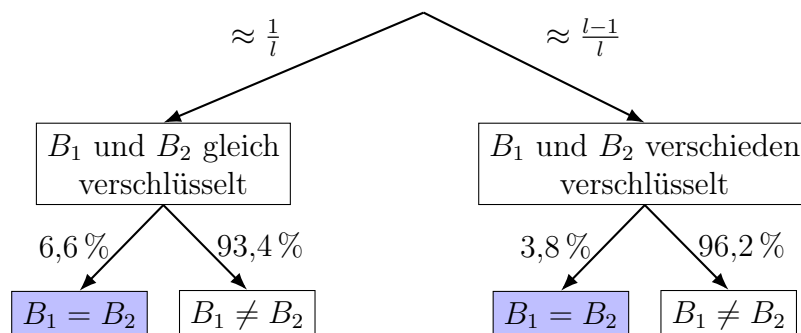 ≈ 1/l
≈ l−1/l
B₁ und B₂ gleich
verschlüsselt
B₁ und B₂ verschieden
verschlüsselt
6,6 %
93,4 %
3,8 %
96,2 %
B₁ = B₂
B₁ ≠ B₂
B₁ = B₂
B₁ ≠ B₂